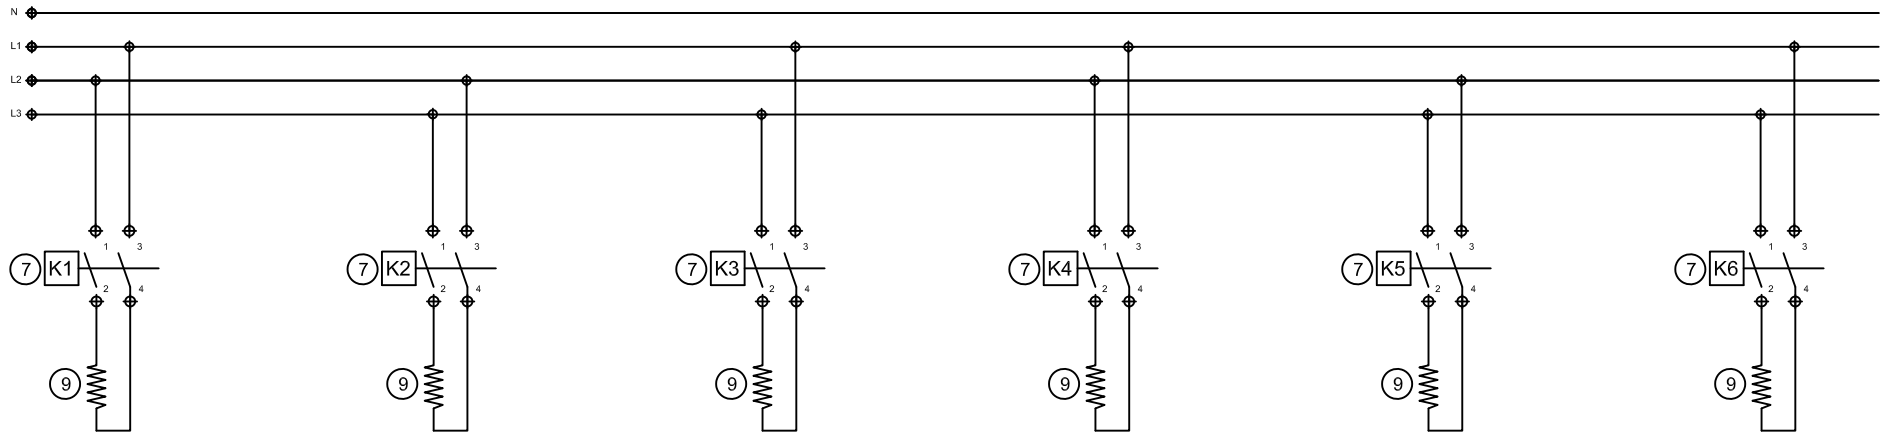 N
L1
L2
L3
1 3 1 3 1 3 1 3 1 3 1 3
7 K1 7 K2 7 K3 7 K4 7 K5 7 K6
2 4 2 4 2 4 2 4 2 4 2 4
9 9 9 9 9 9